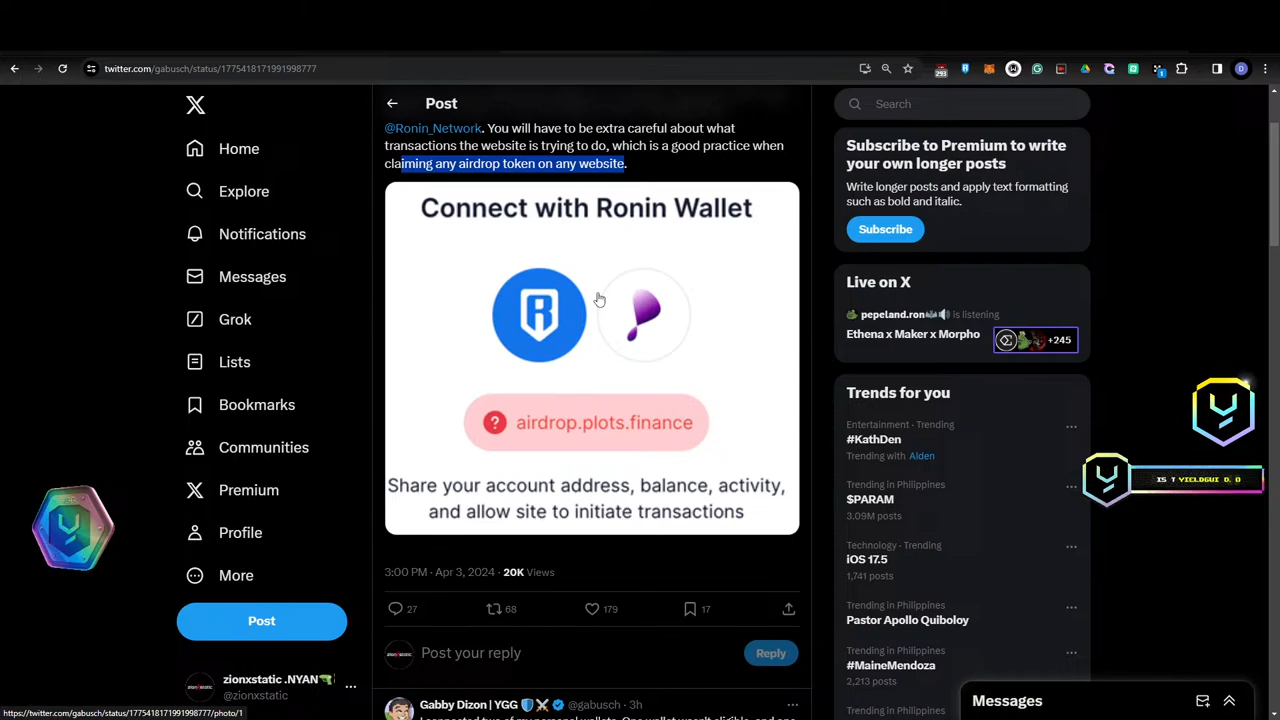 twitter.com/gabusch/status/1775418171991998777
293
1
D
Post
Search
@Ronin_Network. You will have to be extra careful about what
transactions the website is trying to do, which is a good practice when
claiming any airdrop token on any website.
Connect with Ronin Wallet
? airdrop.plots.finance
Share your account address, balance, activity,
and allow site to initiate transactions
3:00 PM · Apr 3, 2024 · 20K Views
27
68
179
17
Post your reply
Reply
Gabby Dizon | YGG
@gabusch · 3h
Home
Explore
Notifications
Messages
Grok
Lists
Bookmarks
Communities
Premium
Profile
More
Post
zionxstatic .NYAN
@zionxstatic
Subscribe to Premium to write
your own longer posts
Write longer posts and apply text formatting
such as bold and italic.
Subscribe
Live on X
pepeland.ron is listening
Ethena x Maker x Morpho
+245
Trends for you
Entertainment · Trending
#KathDen
Trending with Alden
Trending in Philippines
$PARAM
3.09M posts
Technology · Trending
iOS 17.5
1,741 posts
Trending in Philippines
Pastor Apollo Quiboloy
Trending in Philippines
#MaineMendoza
2,213 posts
Messages
https://twitter.com/gabusch/status/1775418171991998777/photo/1